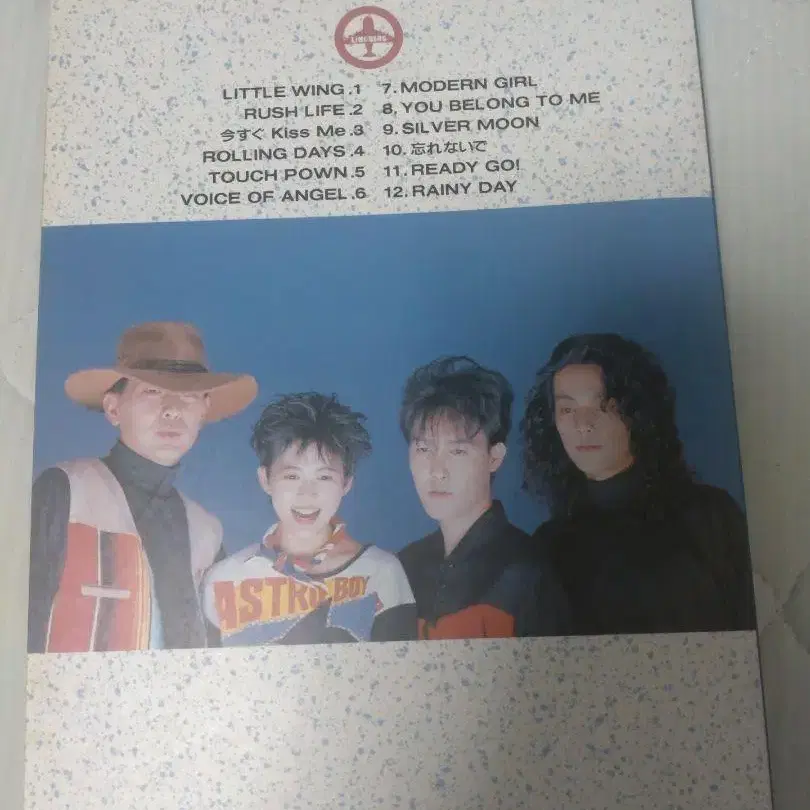 LINDBERG
LITTLE WING.1 7.MODERN GIRL
RUSH LIFE.2 8.YOU BELONG TO ME
今すぐ Kiss Me.3 9.SILVER MOON
ROLLING DAYS.4 10.忘れないで
TOUCH POWN.5 11.READY GO!
VOICE OF ANGEL.6 12.RAINY DAY
ASTRO BOY